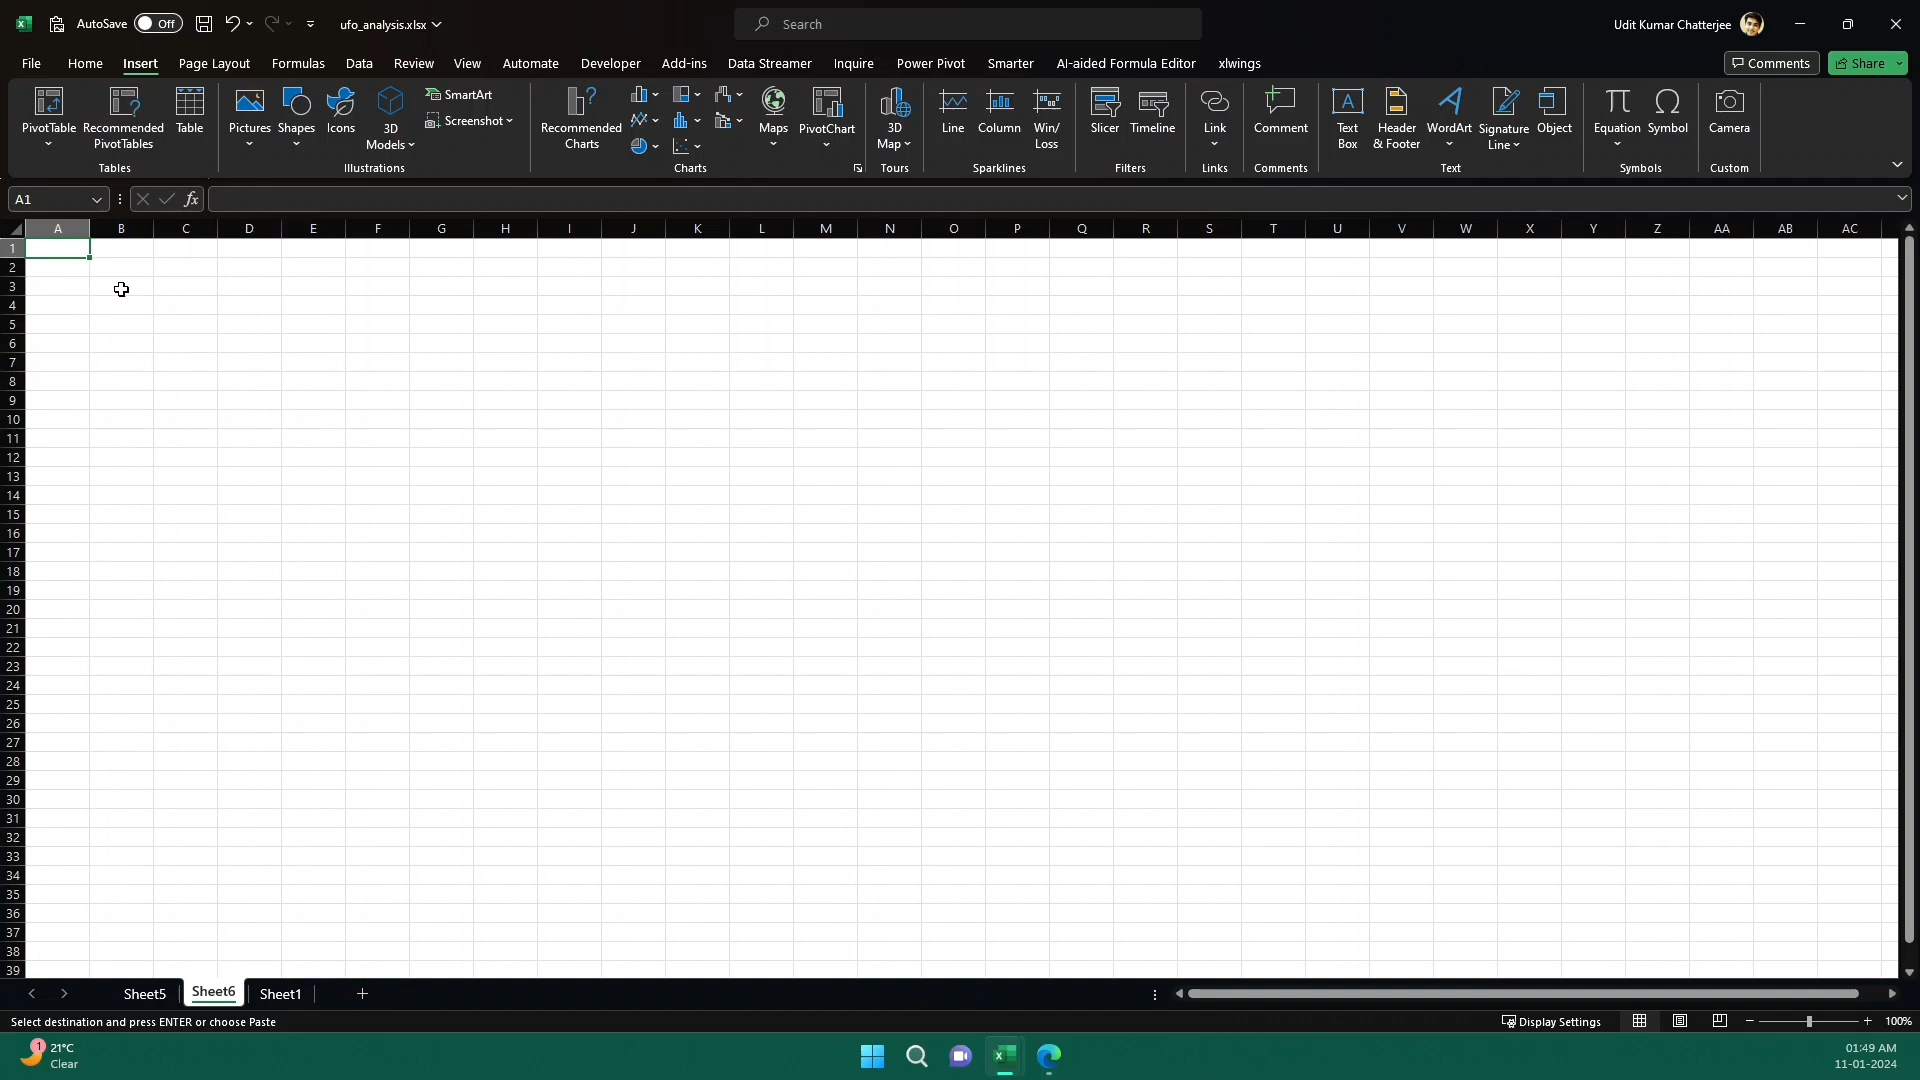 AutoSave Off ufo_analysis.xlsx Search Udit Kumar Chatterjee
File Home Insert Page Layout Formulas Data Review View Automate Developer Add-ins Data Streamer Inquire Power Pivot Smarter AI-aided Formula Editor xlwings Comments Share
PivotTable
Recommended PivotTables
Table
Tables
Pictures
Shapes
Icons
3D Models
SmartArt
Screenshot
Illustrations
Recommended Charts
Maps
PivotChart
Charts
3D Map
Tours
Line
Column
Win/ Loss
Sparklines
Slicer
Timeline
Filters
Link
Links
Comment
Comments
Text Box
Header & Footer
WordArt
Signature Line
Object
Text
Equation
Symbol
Symbols
Camera
Custom
A1 fx
A B C D E F G H I J K L M N O P Q R S T U V W X Y Z AA AB AC
1
2
3
4
5
6
7
8
9
10
11
12
13
14
15
16
17
18
19
20
21
22
23
24
25
26
27
28
29
30
31
32
33
34
35
36
37
38
39
Sheet5 Sheet6 Sheet1
Select destination and press ENTER or choose Paste Display Settings 100%
1 21°C
Clear
01:49 AM
11-01-2024